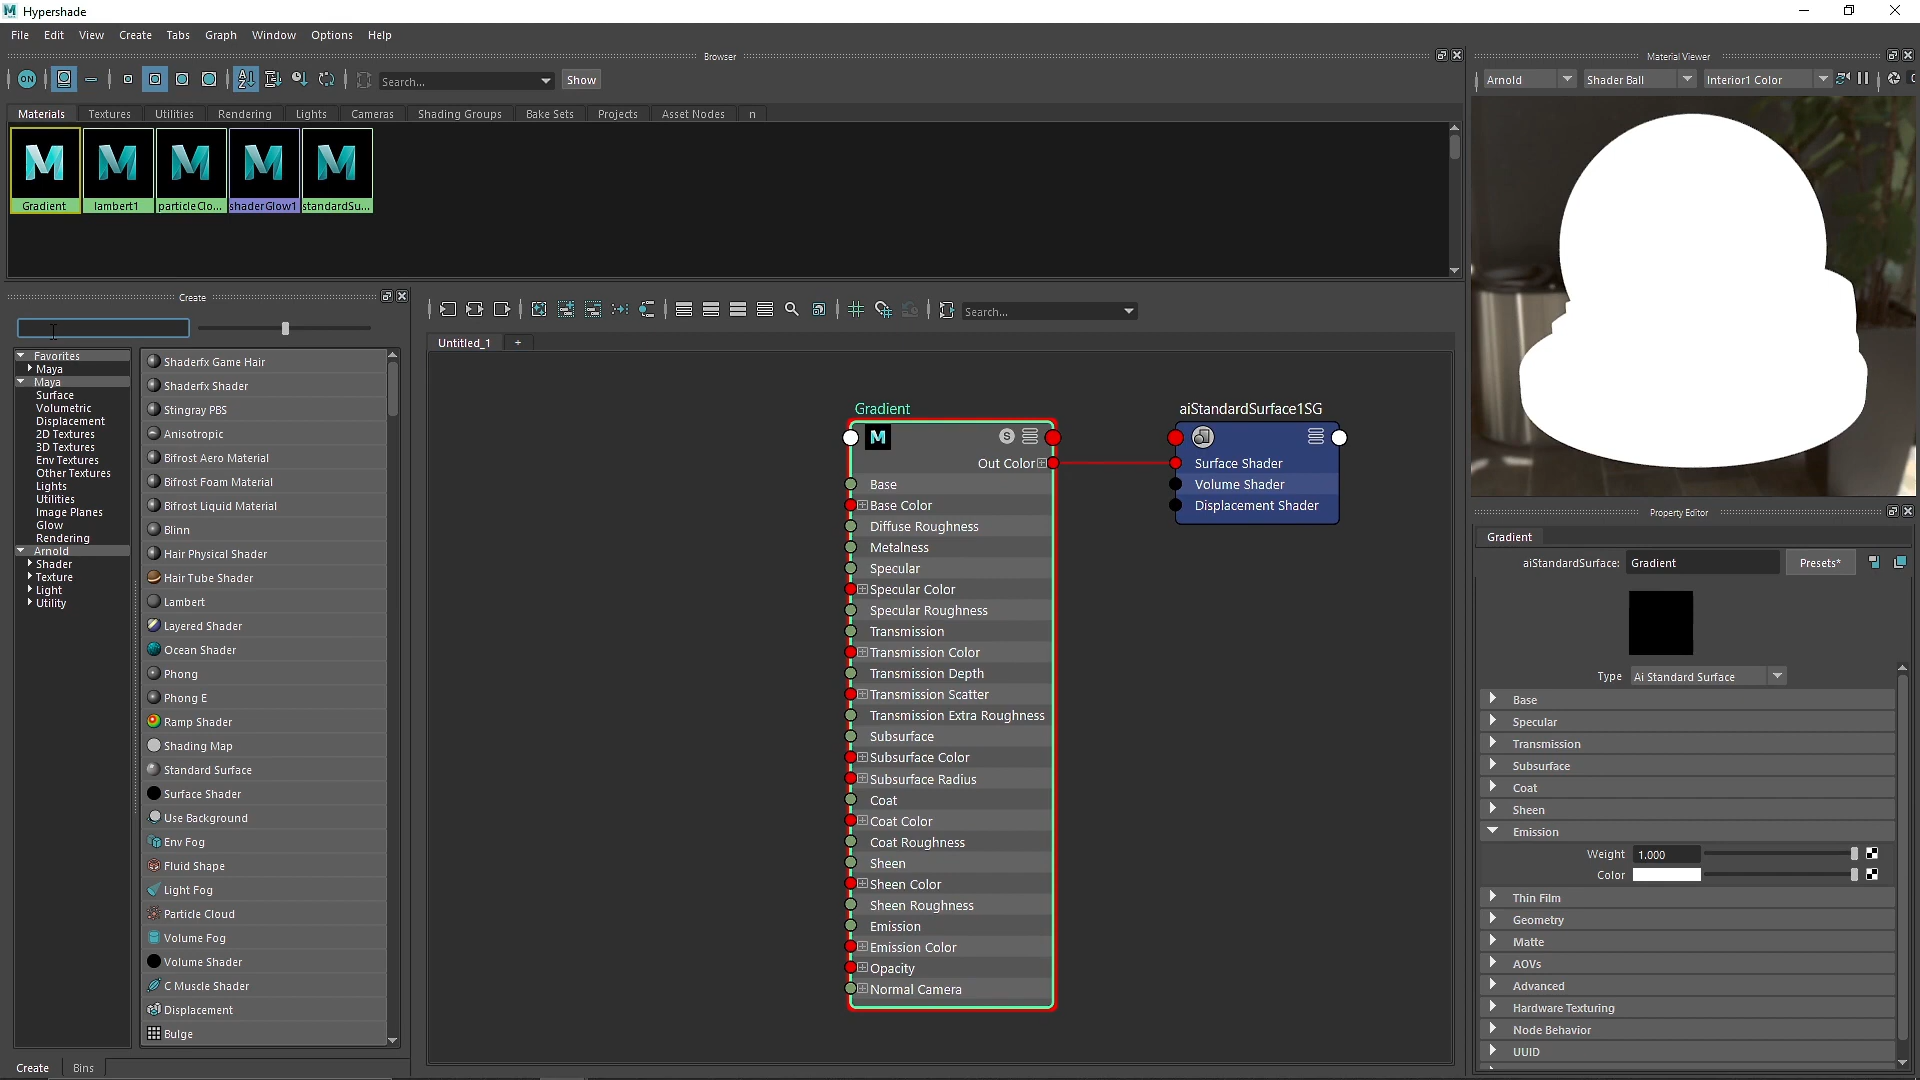 Hypershade
File Edit View Create Tabs Graph Window Options Help
Browser
Material Viewer
ON
Search...
Show
Arnold
Shader Ball
Interior1 Color
Materials Textures Utilities Rendering Lights Cameras Shading Groups Bake Sets Projects Asset Nodes n
Gradient
lambert1
particleClo...
shaderGlow1
standardSu...
Create
Search...
Untitled_1
+
Favorites
Maya
Maya
Surface
Volumetric
Displacement
2D Textures
3D Textures
Env Textures
Other Textures
Lights
Utilities
Image Planes
Glow
Rendering
Arnold
Shader
Texture
Light
Utility
Shaderfx Game Hair
Shaderfx Shader
Stingray PBS
Anisotropic
Bifrost Aero Material
Bifrost Foam Material
Bifrost Liquid Material
Blinn
Hair Physical Shader
Hair Tube Shader
Lambert
Layered Shader
Ocean Shader
Phong
Phong E
Ramp Shader
Shading Map
Standard Surface
Surface Shader
Use Background
Env Fog
Fluid Shape
Light Fog
Particle Cloud
Volume Fog
Volume Shader
C Muscle Shader
Displacement
Bulge
Create
Bins
Gradient
M
S
Out Color
Base
Base Color
Diffuse Roughness
Metalness
Specular
Specular Color
Specular Roughness
Transmission
Transmission Color
Transmission Depth
Transmission Scatter
Transmission Extra Roughness
Subsurface
Subsurface Color
Subsurface Radius
Coat
Coat Color
Coat Roughness
Sheen
Sheen Color
Sheen Roughness
Emission
Emission Color
Opacity
Normal Camera
aiStandardSurface1SG
Surface Shader
Volume Shader
Displacement Shader
Property Editor
Gradient
aiStandardSurface: Gradient
Presets*
Type Ai Standard Surface
Base
Specular
Transmission
Subsurface
Coat
Sheen
Emission
Weight 1.000
Color
Thin Film
Geometry
Matte
AOVs
Advanced
Hardware Texturing
Node Behavior
UUID